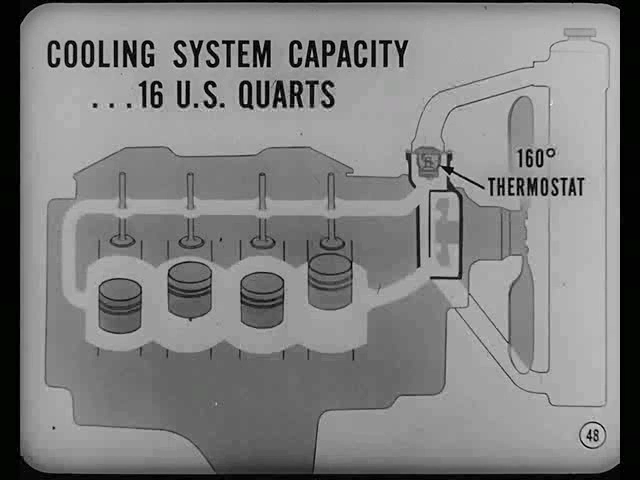 COOLING SYSTEM CAPACITY
...16 U.S. QUARTS
160°
THERMOSTAT
48